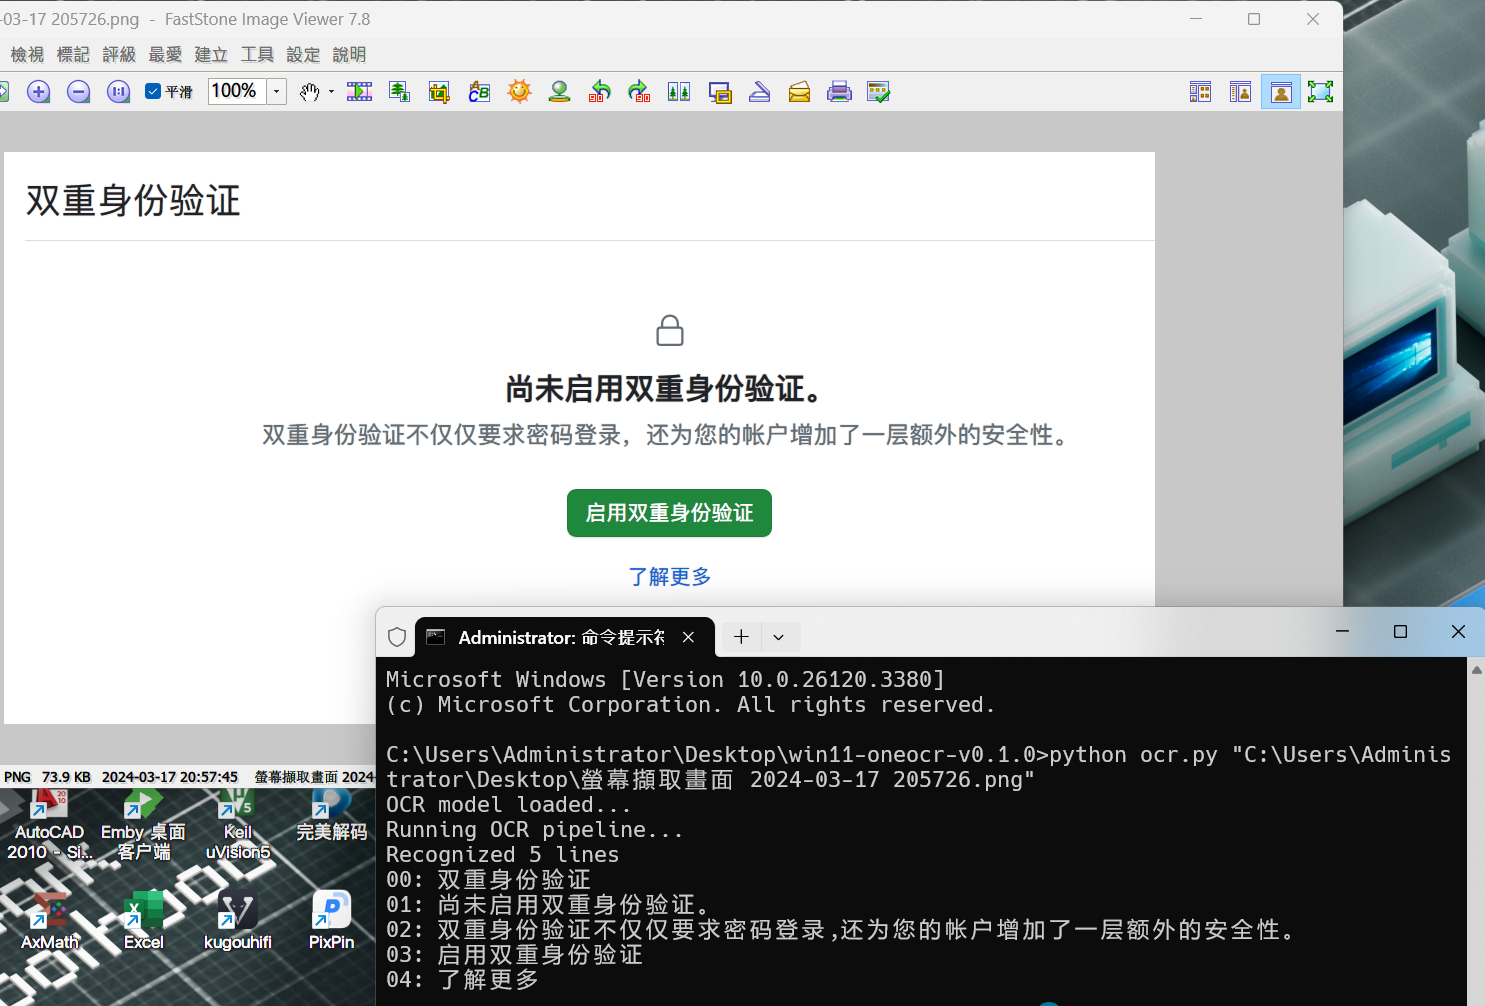 -03-17 205726.png - FastStone Image Viewer 7.8
檢視 標記 評級 最愛 建立 工具 設定 說明
平滑 100%
双重身份验证
尚未启用双重身份验证。
双重身份验证不仅仅要求密码登录，还为您的帐户增加了一层额外的安全性。
启用双重身份验证
了解更多
PNG 73.9 KB 2024-03-17 20:57:45 螢幕擷取畫面 2024-
Administrator: 命令提示符
Microsoft Windows [Version 10.0.26120.3380]
(c) Microsoft Corporation. All rights reserved.
C:\Users\Administrator\Desktop\win11-oneocr-v0.1.0>python ocr.py "C:\Users\Adminis
trator\Desktop\螢幕擷取畫面 2024-03-17 205726.png"
OCR model loaded...
Running OCR pipeline...
Recognized 5 lines
00: 双重身份验证
01: 尚未启用双重身份验证。
02: 双重身份验证不仅仅要求密码登录,还为您的帐户增加了一层额外的安全性。
03: 启用双重身份验证
04: 了解更多
AutoCAD
2010 - Si...
Emby 桌面
客户端
Keil
uVision5
完美解码
AxMath
Excel
kugouhifi
PixPin